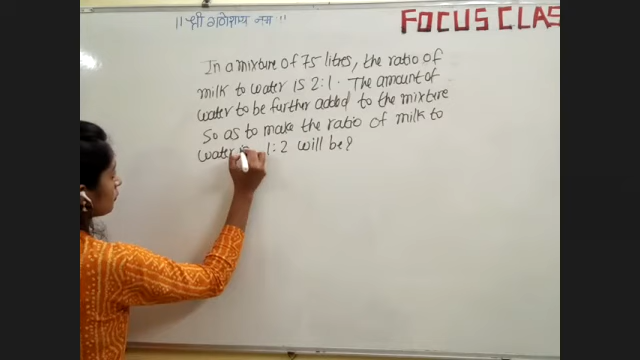 ।। श्री गणेशाय नमः ।।
FOCUS CLAS
In a mixture of 75 litres, the ratio of
milk to water is 2:1. The amount of
water to be further added to the mixture
So as to make the ratio of milk to
water is 1:2 will be?